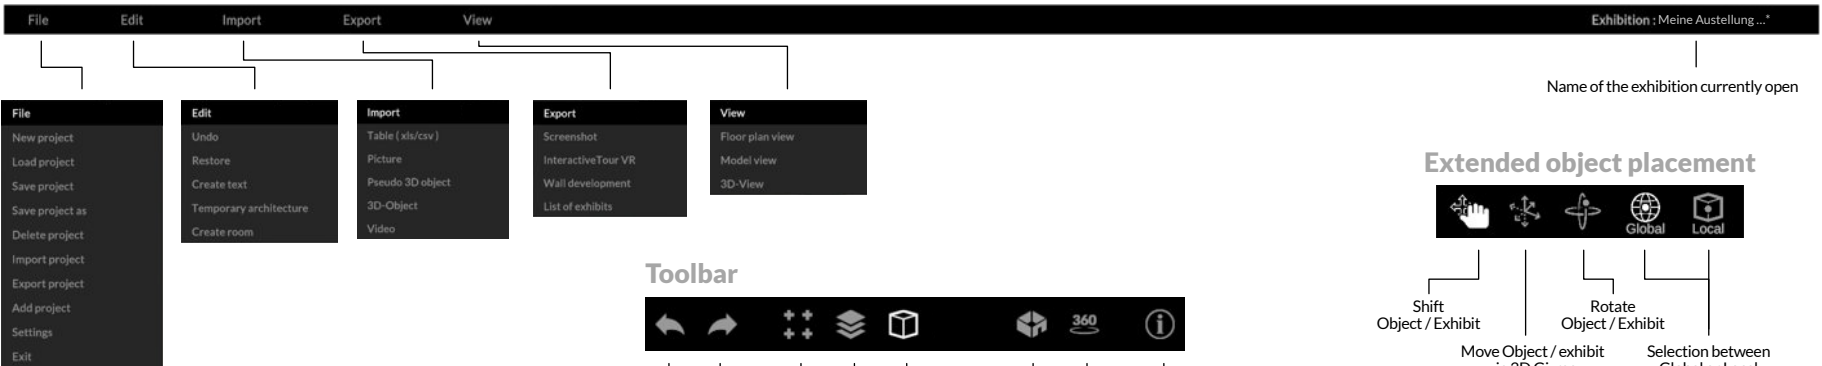 File Edit Import Export View Exhibition : Meine Austellung ...*
Name of the exhibition currently open
File
New project
Load project
Save project
Save project as
Delete project
Import project
Export project
Add project
Settings
Exit
Edit
Undo
Restore
Create text
Temporary architecture
Create room
Import
Table ( xls/csv )
Picture
Pseudo 3D object
3D-Object
Video
Export
Screenshot
InteractiveTour VR
Wall development
List of exhibits
View
Floor plan view
Model view
3D-View
Extended object placement
Global Local
Shift
Object / Exhibit
Rotate
Object / Exhibit
Move Object / exhibit
Selection between
Toolbar
360